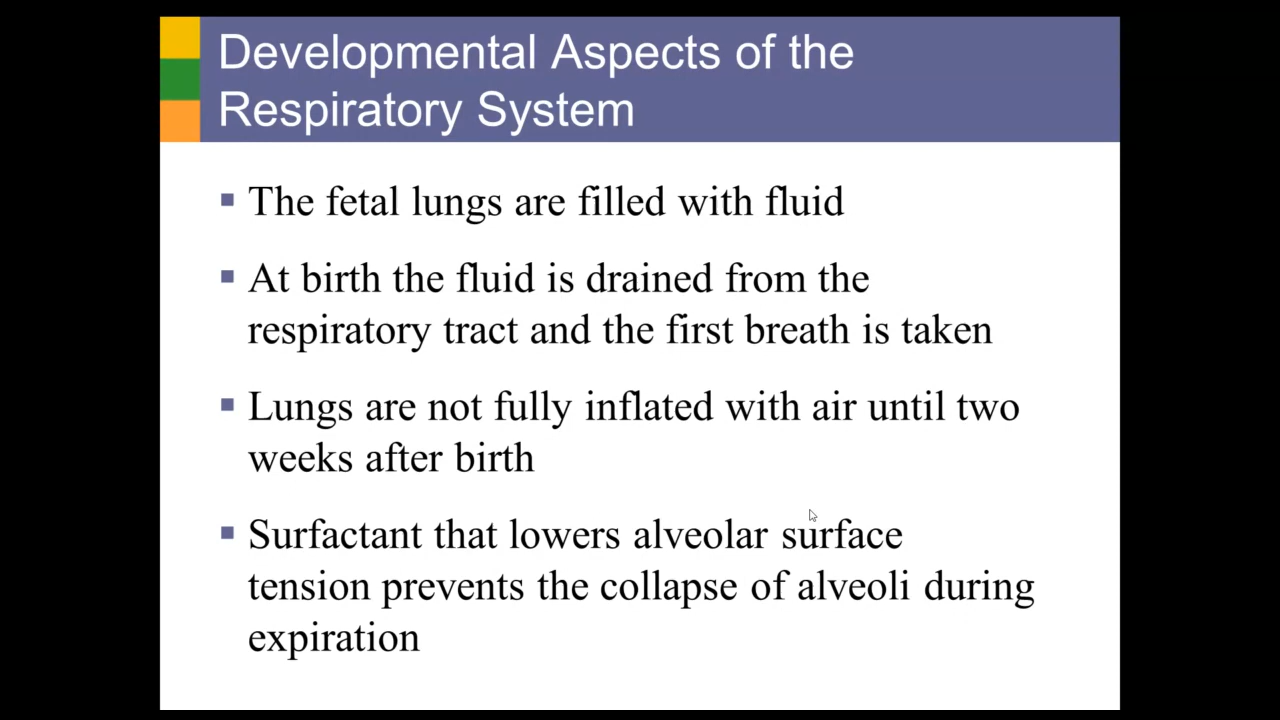 Developmental Aspects of the
Respiratory System
▪ The fetal lungs are filled with fluid
▪ At birth the fluid is drained from the
respiratory tract and the first breath is taken
▪ Lungs are not fully inflated with air until two
weeks after birth
▪ Surfactant that lowers alveolar surface
tension prevents the collapse of alveoli during
expiration